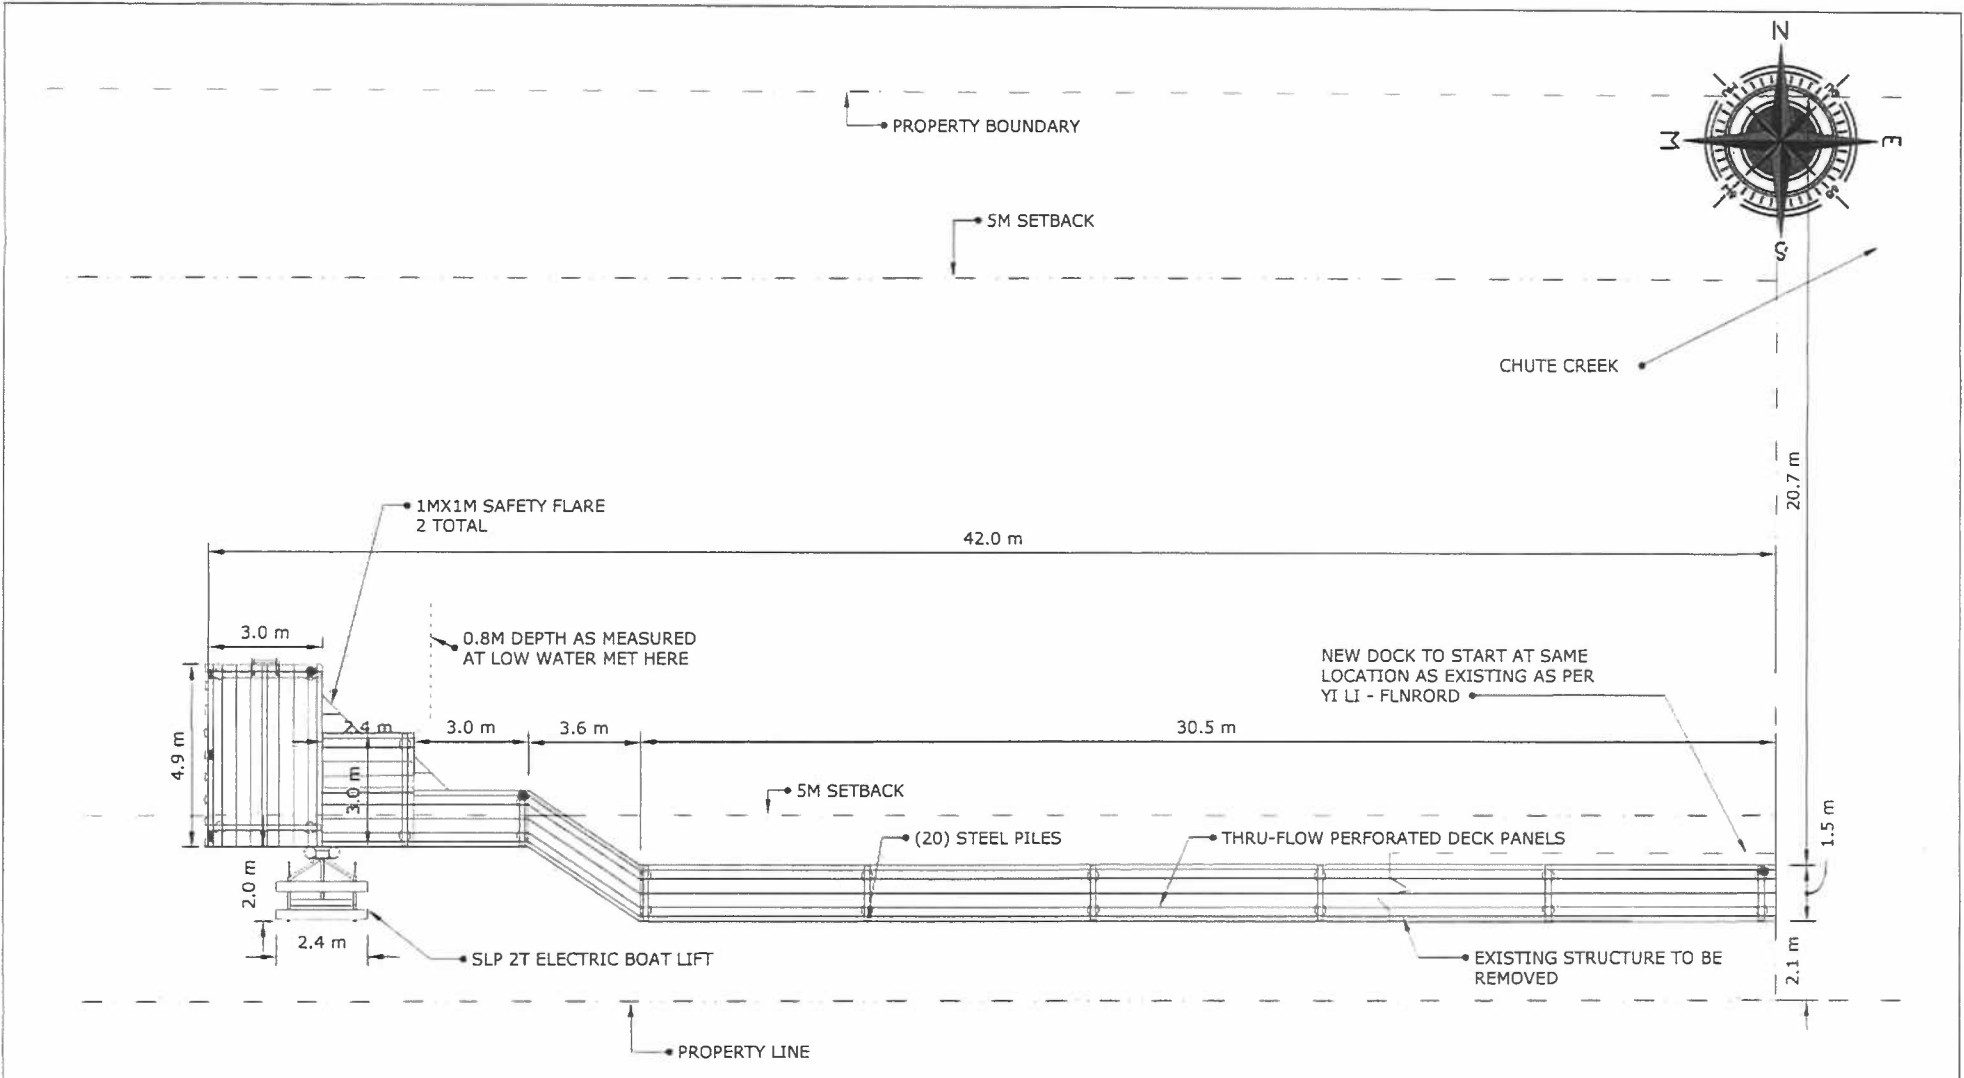 N
PROPERTY BOUNDARY
W
E
5M SETBACK
S
CHUTE CREEK
20.7 m
1MX1M SAFETY FLARE
2 TOTAL
42.0 m
3.0 m
0.8M DEPTH AS MEASURED
AT LOW WATER MET HERE
NEW DOCK TO START AT SAME
LOCATION AS EXISTING AS PER
YI LI - FLNRORD
2.4 m
3.0 m
3.6 m
30.5 m
4.9 m
3.0 m
5M SETBACK
1.5 m
(20) STEEL PILES
THRU-FLOW PERFORATED DECK PANELS
2.0 m
2.4 m
SLP 2T ELECTRIC BOAT LIFT
EXISTING STRUCTURE TO BE
REMOVED
2.1 m
PROPERTY LINE